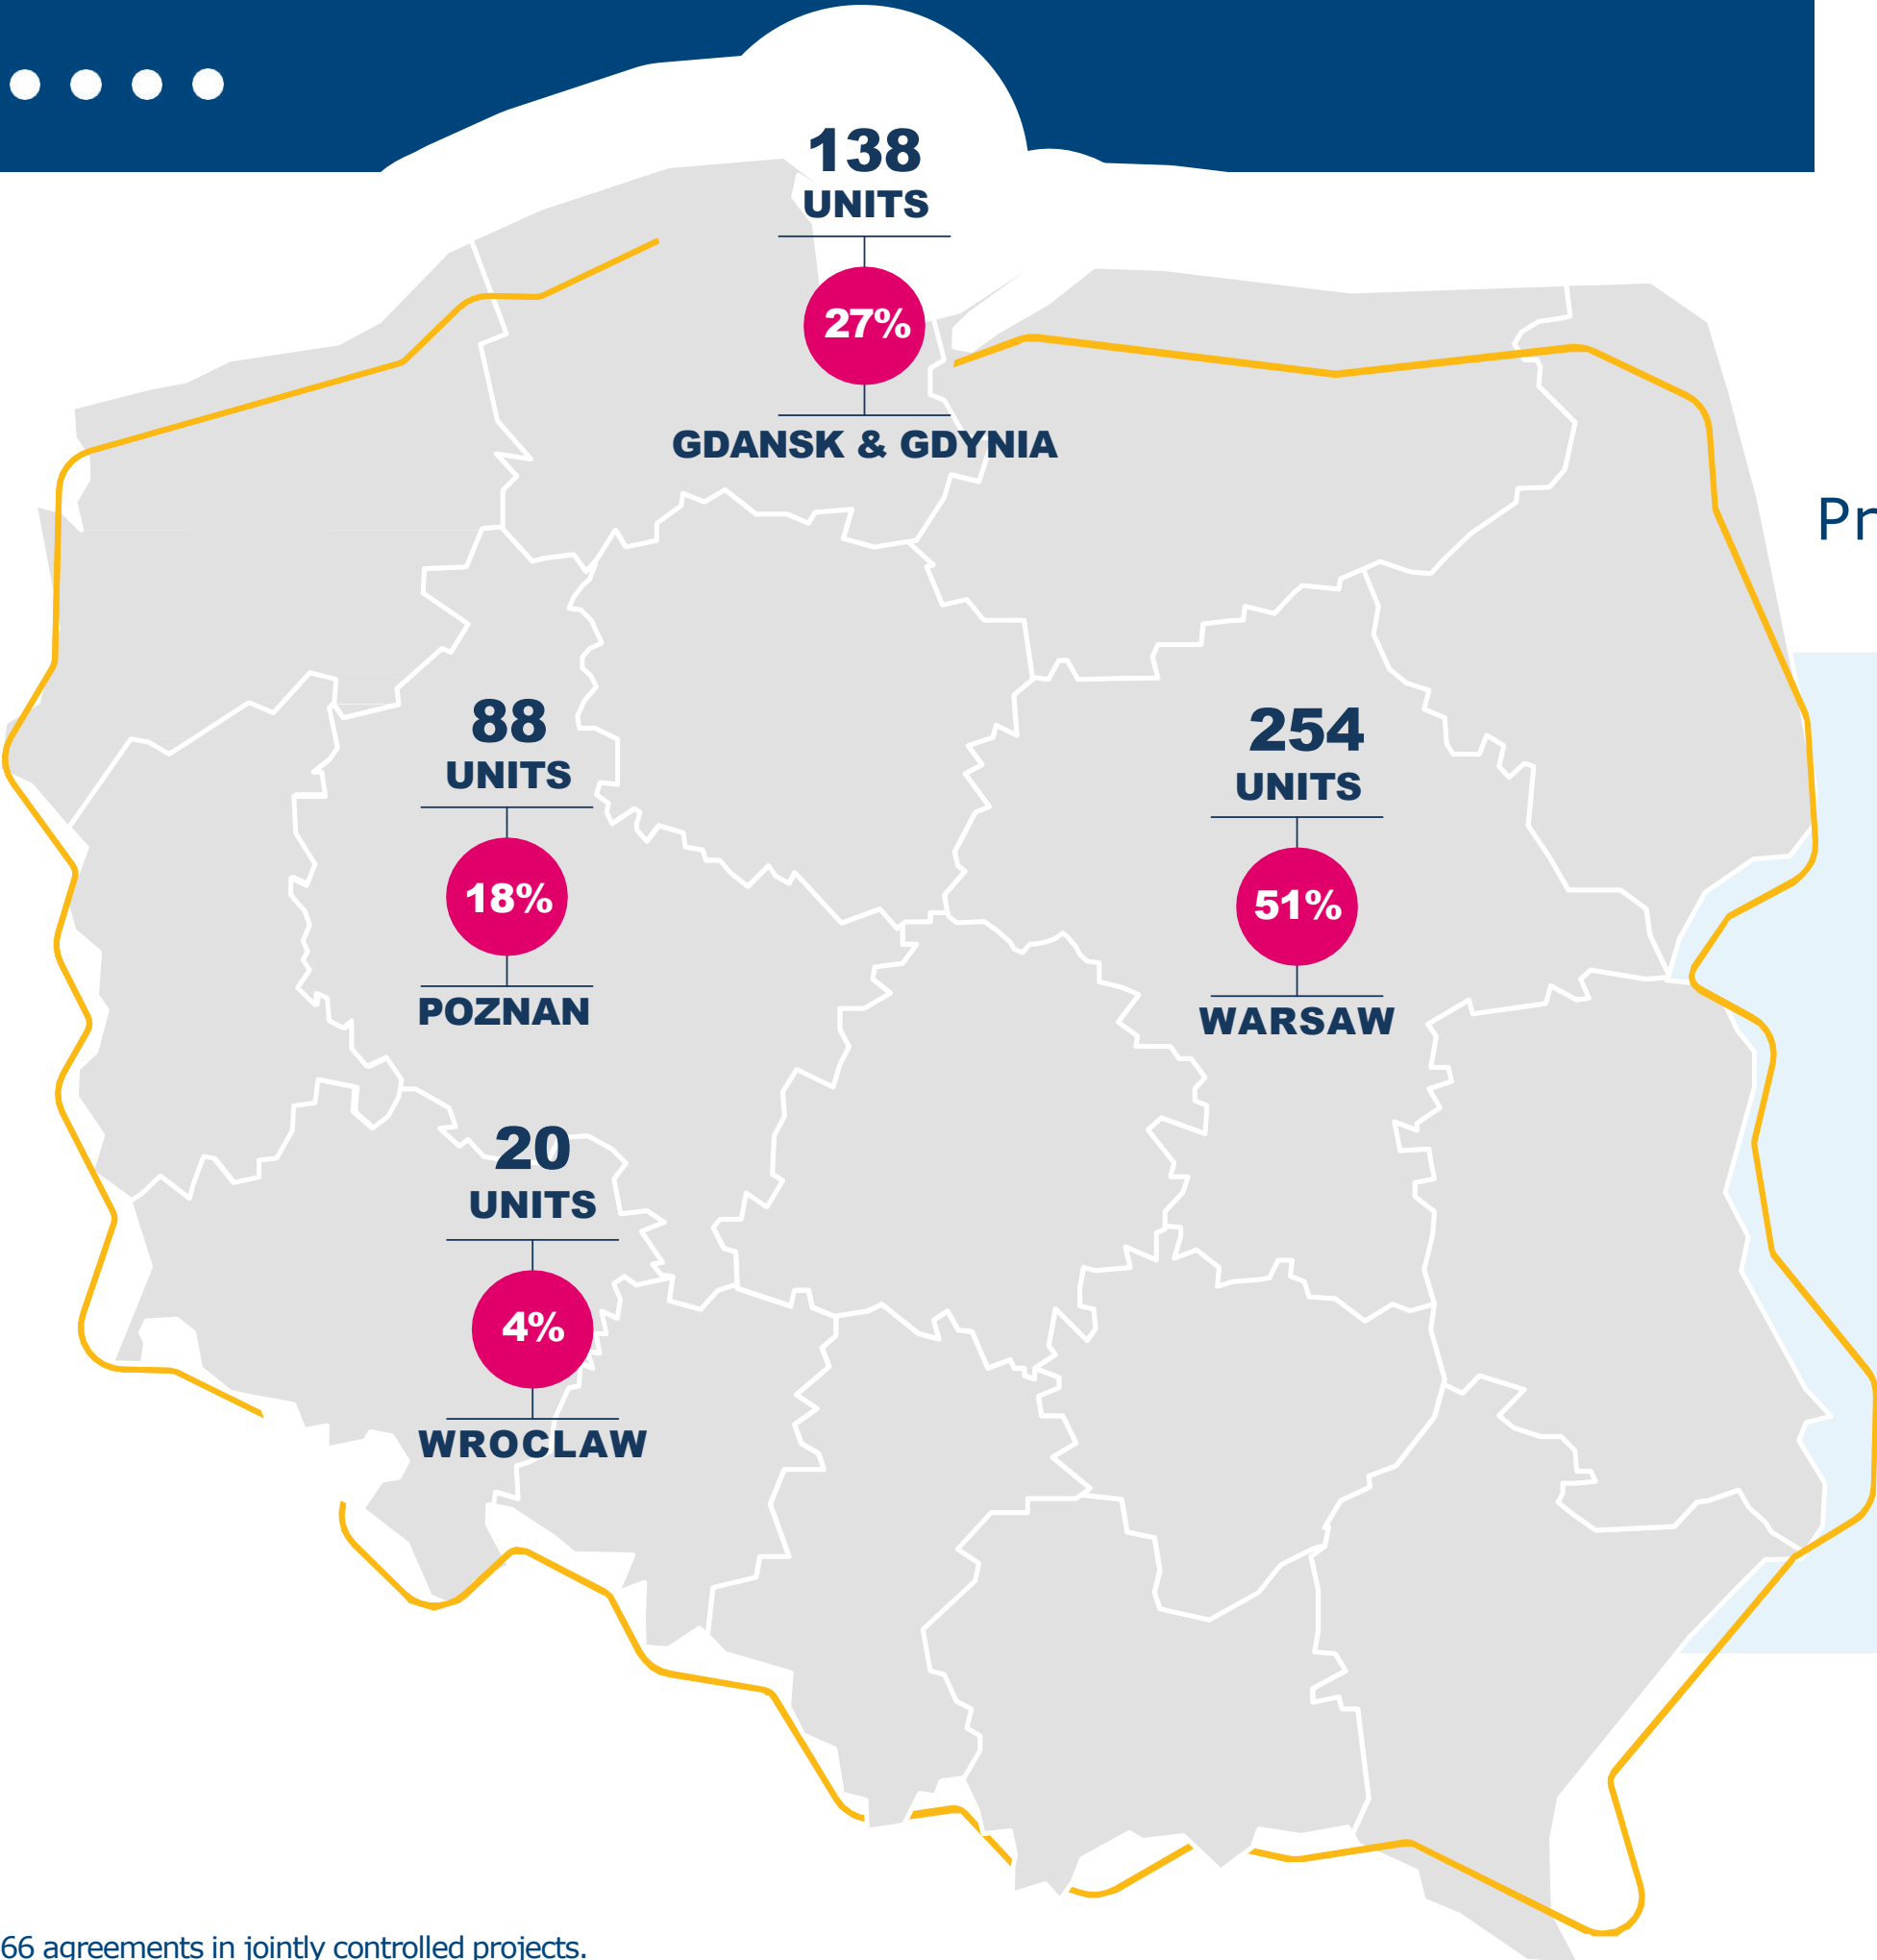 138
UNITS
27%
GDANSK & GDYNIA
Pr
88
UNITS
18%
POZNAN
254
UNITS
51%
WARSAW
20
UNITS
4%
WROCLAW
66 agreements in jointly controlled projects.